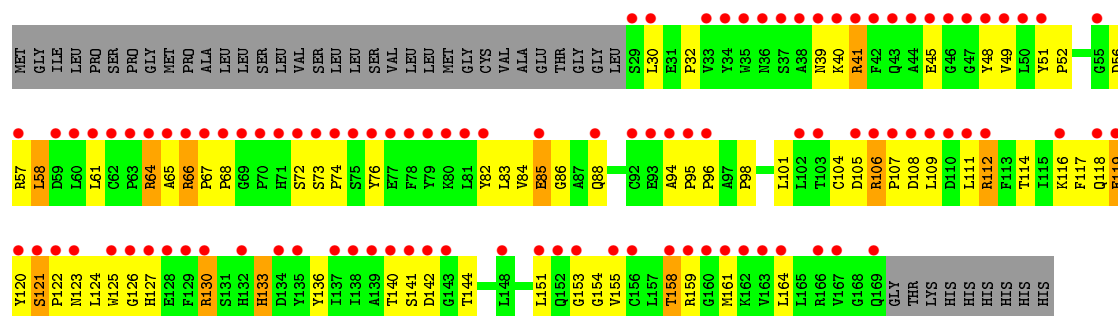 MET GLY ILE LEU PRO SER PRO GLY MET PRO ALA LEU LEU SER LEU VAL SER LEU LEU SER VAL LEU LEU MET GLY CYS VAL ALA GLU THR GLY GLY LEU S29 L30 E31 P32 V33 Y34 W35 N36 S37 A38 N39 K40 R41 F42 Q43 A44 E45 G46 G47 Y48 V49 L50 Y51 P52 G55 D56
R57 L58 D59 L60 L61 C62 P63 R64 A65 R66 P67 P68 G69 P70 H71 S72 S73 P74 S75 Y76 E77 F78 Y79 K80 L81 Y82 L83 V84 E85 G86 A87 Q88 C92 E93 A94 P95 P96 A97 P98 L101 L102 T103 C104 D105 R106 P107 D108 L109 D110 L111 R112 F113 T114 I115 K116 F117 Q118 E119
Y120 S121 P122 N123 L124 W125 G126 H127 E128 F129 R130 S131 H132 H133 D134 Y135 Y136 I137 I138 A139 T140 S141 D142 G143 T144 L148 L151 Q152 G153 G154 V155 C156 L157 T158 R159 G160 M161 K162 V163 L164 L165 R166 V167 G168 Q169 GLY THR LYS HIS HIS HIS HIS HIS HIS